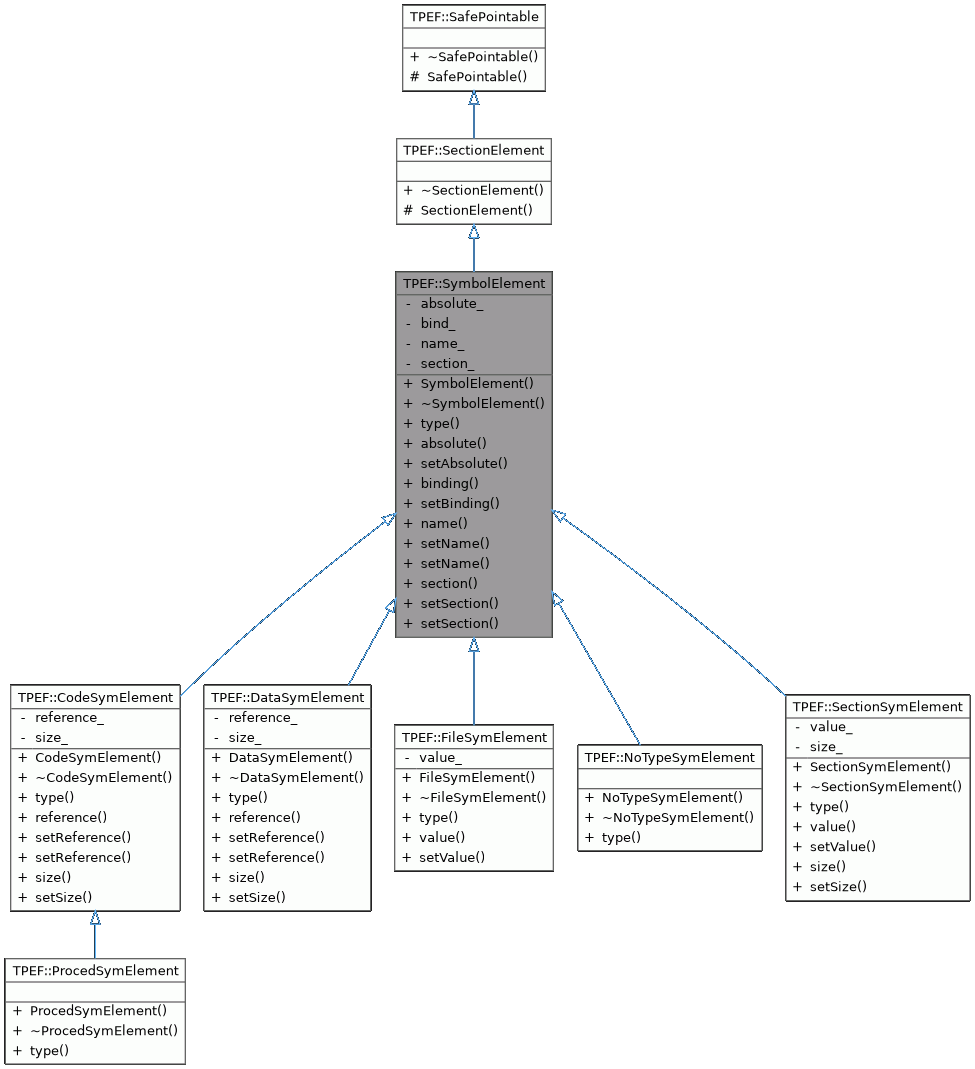 TPEF::SafePointable
+ ~SafePointable()
# SafePointable()
TPEF::SectionElement
+ ~SectionElement()
# SectionElement()
TPEF::SymbolElement
- absolute_
- bind_
- name_
- section_
+ SymbolElement()
+ ~SymbolElement()
+ type()
+ absolute()
+ setAbsolute()
+ binding()
+ setBinding()
+ name()
+ setName()
+ setName()
+ section()
+ setSection()
+ setSection()
TPEF::CodeSymElement
- reference_
- size_
+ CodeSymElement()
+ ~CodeSymElement()
+ type()
+ reference()
+ setReference()
+ setReference()
+ size()
+ setSize()
TPEF::DataSymElement
- reference_
- size_
+ DataSymElement()
+ ~DataSymElement()
+ type()
+ reference()
+ setReference()
+ setReference()
+ size()
+ setSize()
TPEF::FileSymElement
- value_
+ FileSymElement()
+ ~FileSymElement()
+ type()
+ value()
+ setValue()
TPEF::NoTypeSymElement
+ NoTypeSymElement()
+ ~NoTypeSymElement()
+ type()
TPEF::SectionSymElement
- value_
- size_
+ SectionSymElement()
+ ~SectionSymElement()
+ type()
+ value()
+ setValue()
+ size()
+ setSize()
TPEF::ProcedSymElement
+ ProcedSymElement()
+ ~ProcedSymElement()
+ type()